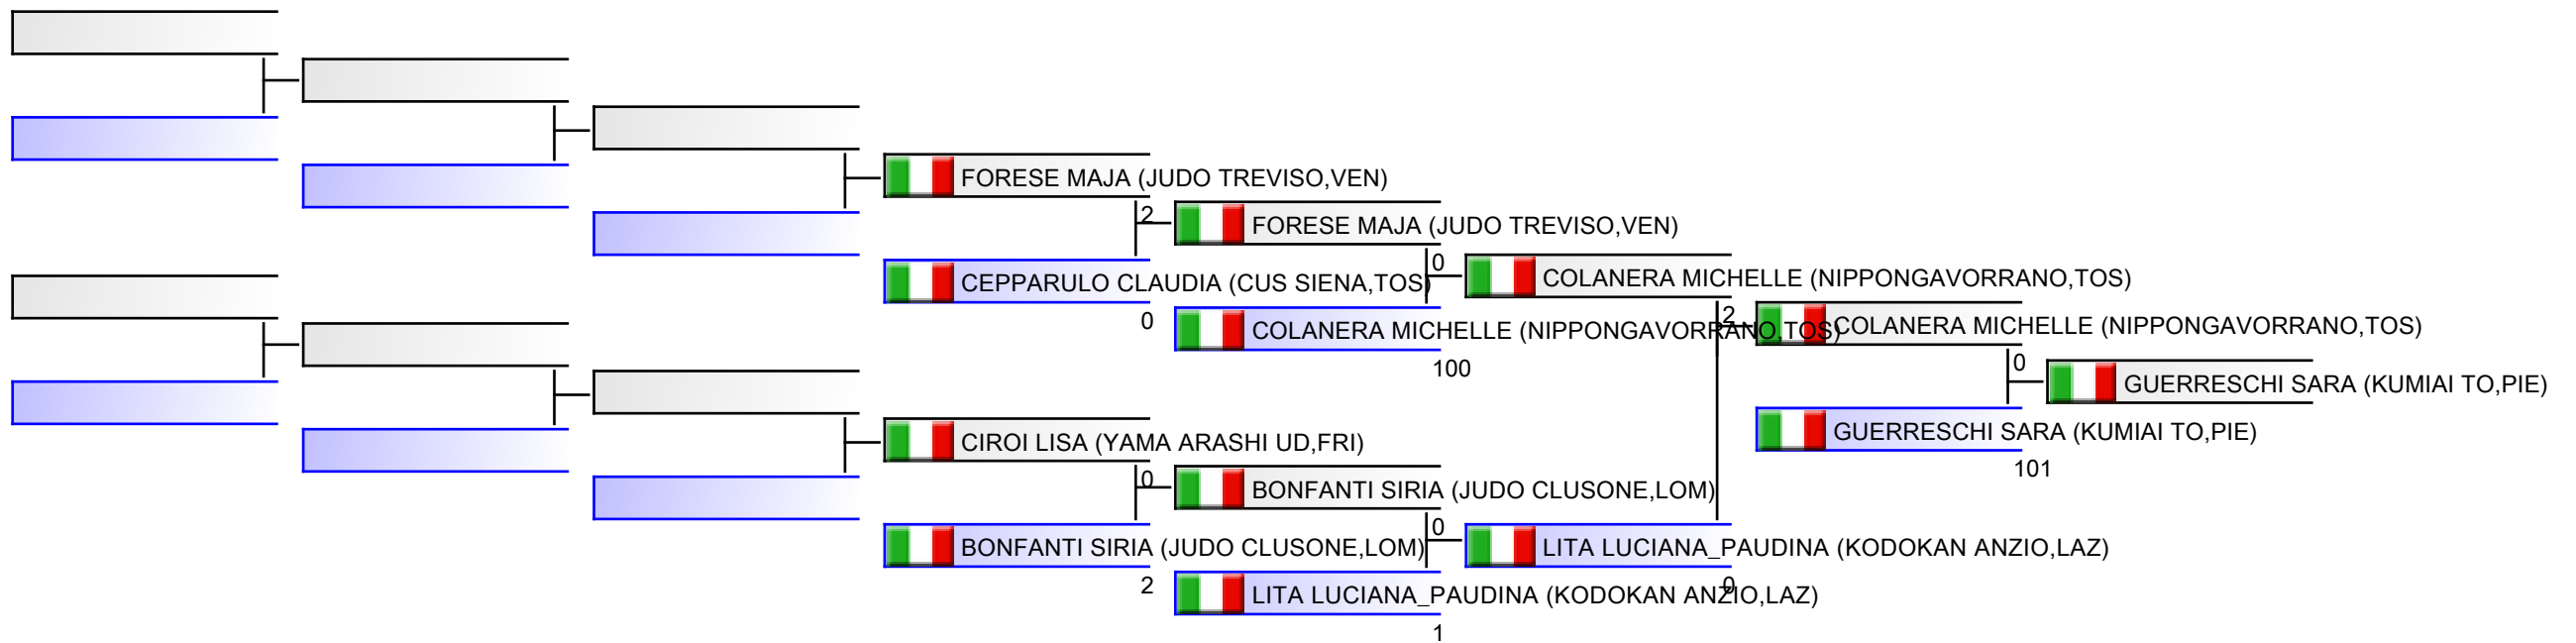 FORESE MAJA (JUDO TREVISO,VEN)
2
FORESE MAJA (JUDO TREVISO,VEN)
0
CEPPARULO CLAUDIA (CUS SIENA,TOS)
COLANERA MICHELLE (NIPPONGAVORRANO,TOS)
0
COLANERA MICHELLE (NIPPONGAVORRANO,TOS)
2
COLANERA MICHELLE (NIPPONGAVORRANO,TOS)
100
0
GUERRESCHI SARA (KUMIAI TO,PIE)
GUERRESCHI SARA (KUMIAI TO,PIE)
101
CIROI LISA (YAMA ARASHI UD,FRI)
0
BONFANTI SIRIA (JUDO CLUSONE,LOM)
0
BONFANTI SIRIA (JUDO CLUSONE,LOM)
LITA LUCIANA_PAUDINA (KODOKAN ANZIO,LAZ)
2
0
LITA LUCIANA_PAUDINA (KODOKAN ANZIO,LAZ)
1